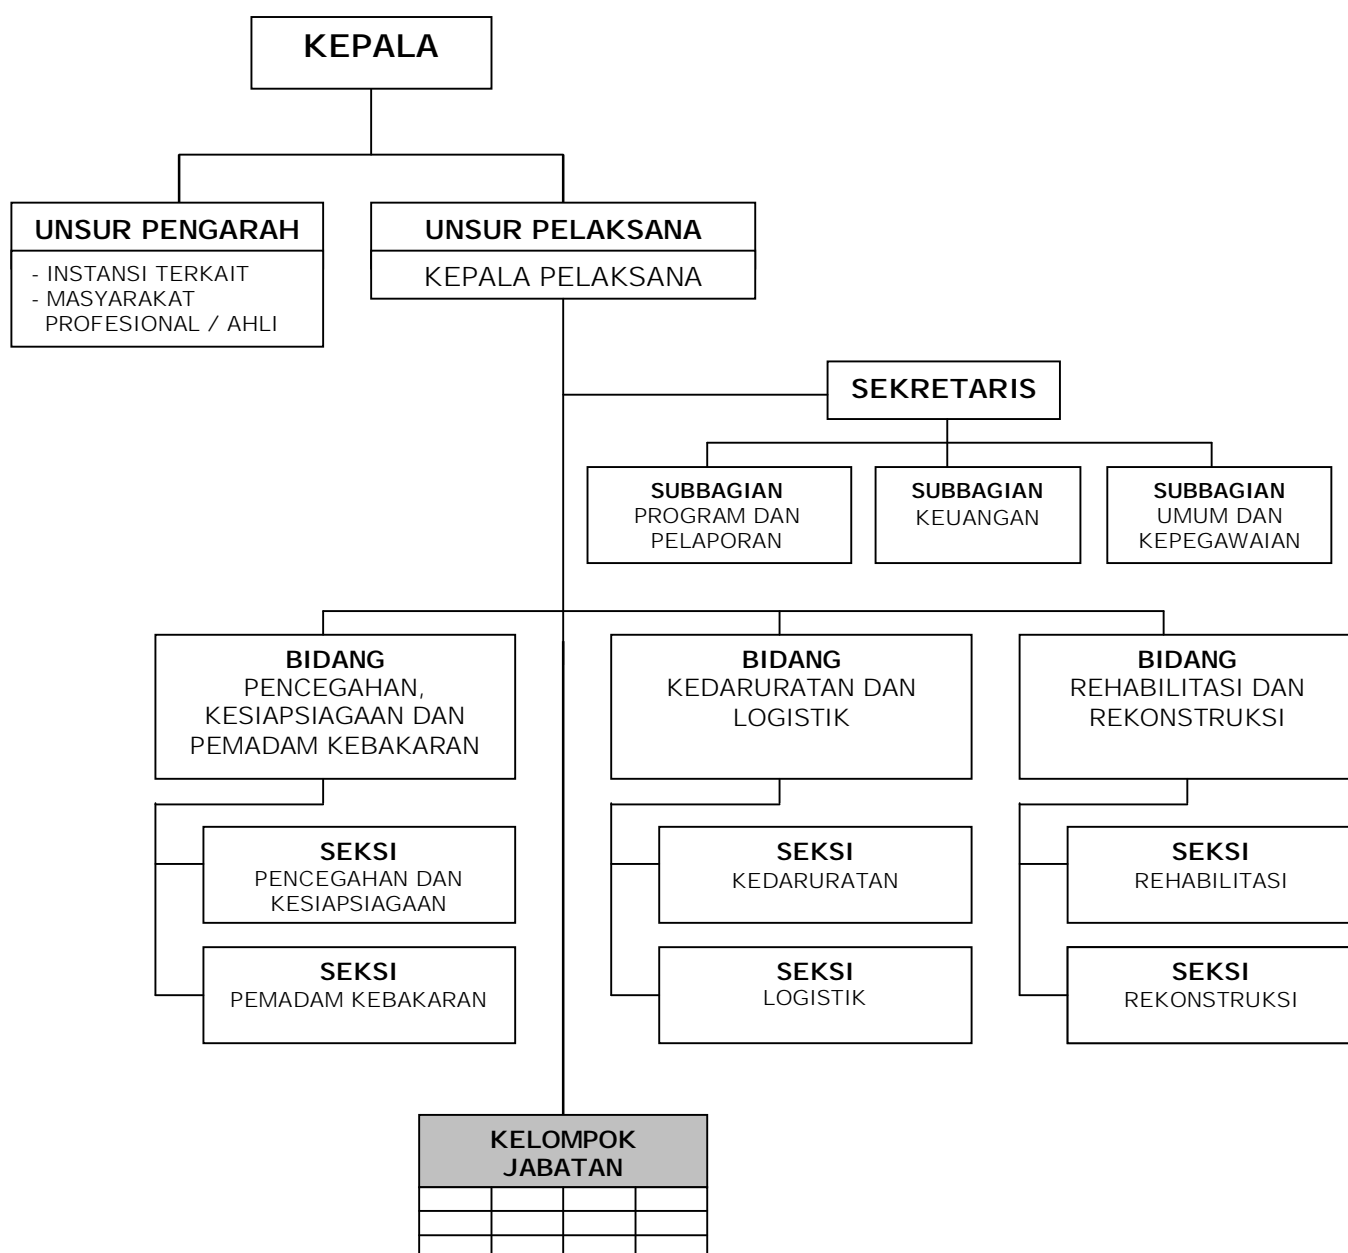 KEPALA
UNSUR PENGARAH
- INSTANSI TERKAIT
- MASYARAKAT
PROFESIONAL / AHLI
UNSUR PELAKSANA
KEPALA PELAKSANA
SEKRETARIS
SUBBAGIAN
PROGRAM DAN
PELAPORAN
SUBBAGIAN
KEUANGAN
SUBBAGIAN
UMUM DAN
KEPEGAWAIAN
BIDANG
PENCEGAHAN,
KESIAPSIAGAAN DAN
PEMADAM KEBAKARAN
BIDANG
KEDARURATAN DAN
LOGISTIK
BIDANG
REHABILITASI DAN
REKONSTRUKSI
SEKSI
PENCEGAHAN DAN
KESIAPSIAGAAN
SEKSI
KEDARURATAN
SEKSI
REHABILITASI
SEKSI
PEMADAM KEBAKARAN
SEKSI
LOGISTIK
SEKSI
REKONSTRUKSI
KELOMPOK
JABATAN